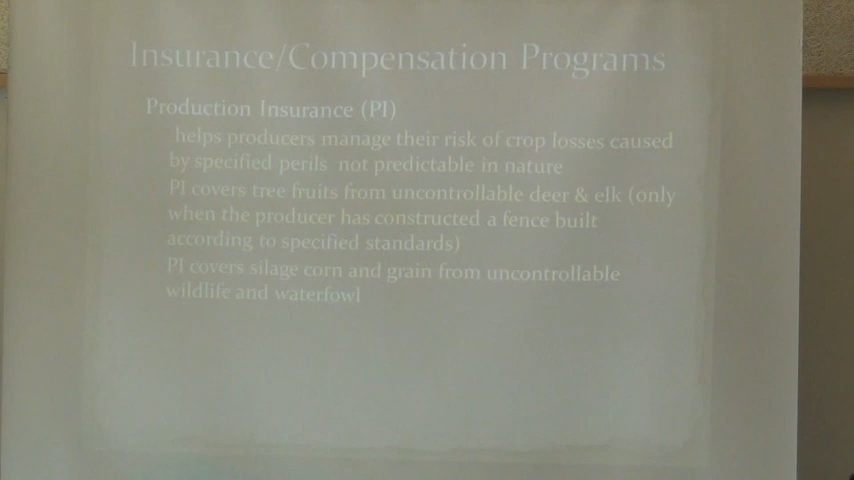 Insurance/Compensation Programs
Production Insurance (PI)
helps producers manage their risk of crop losses caused
by specified perils not predictable in nature
PI covers tree fruits from uncontrollable deer & elk (only
when the producer has constructed a fence built
according to specified standards)
PI covers silage corn and grain from uncontrollable
wildlife and waterfowl